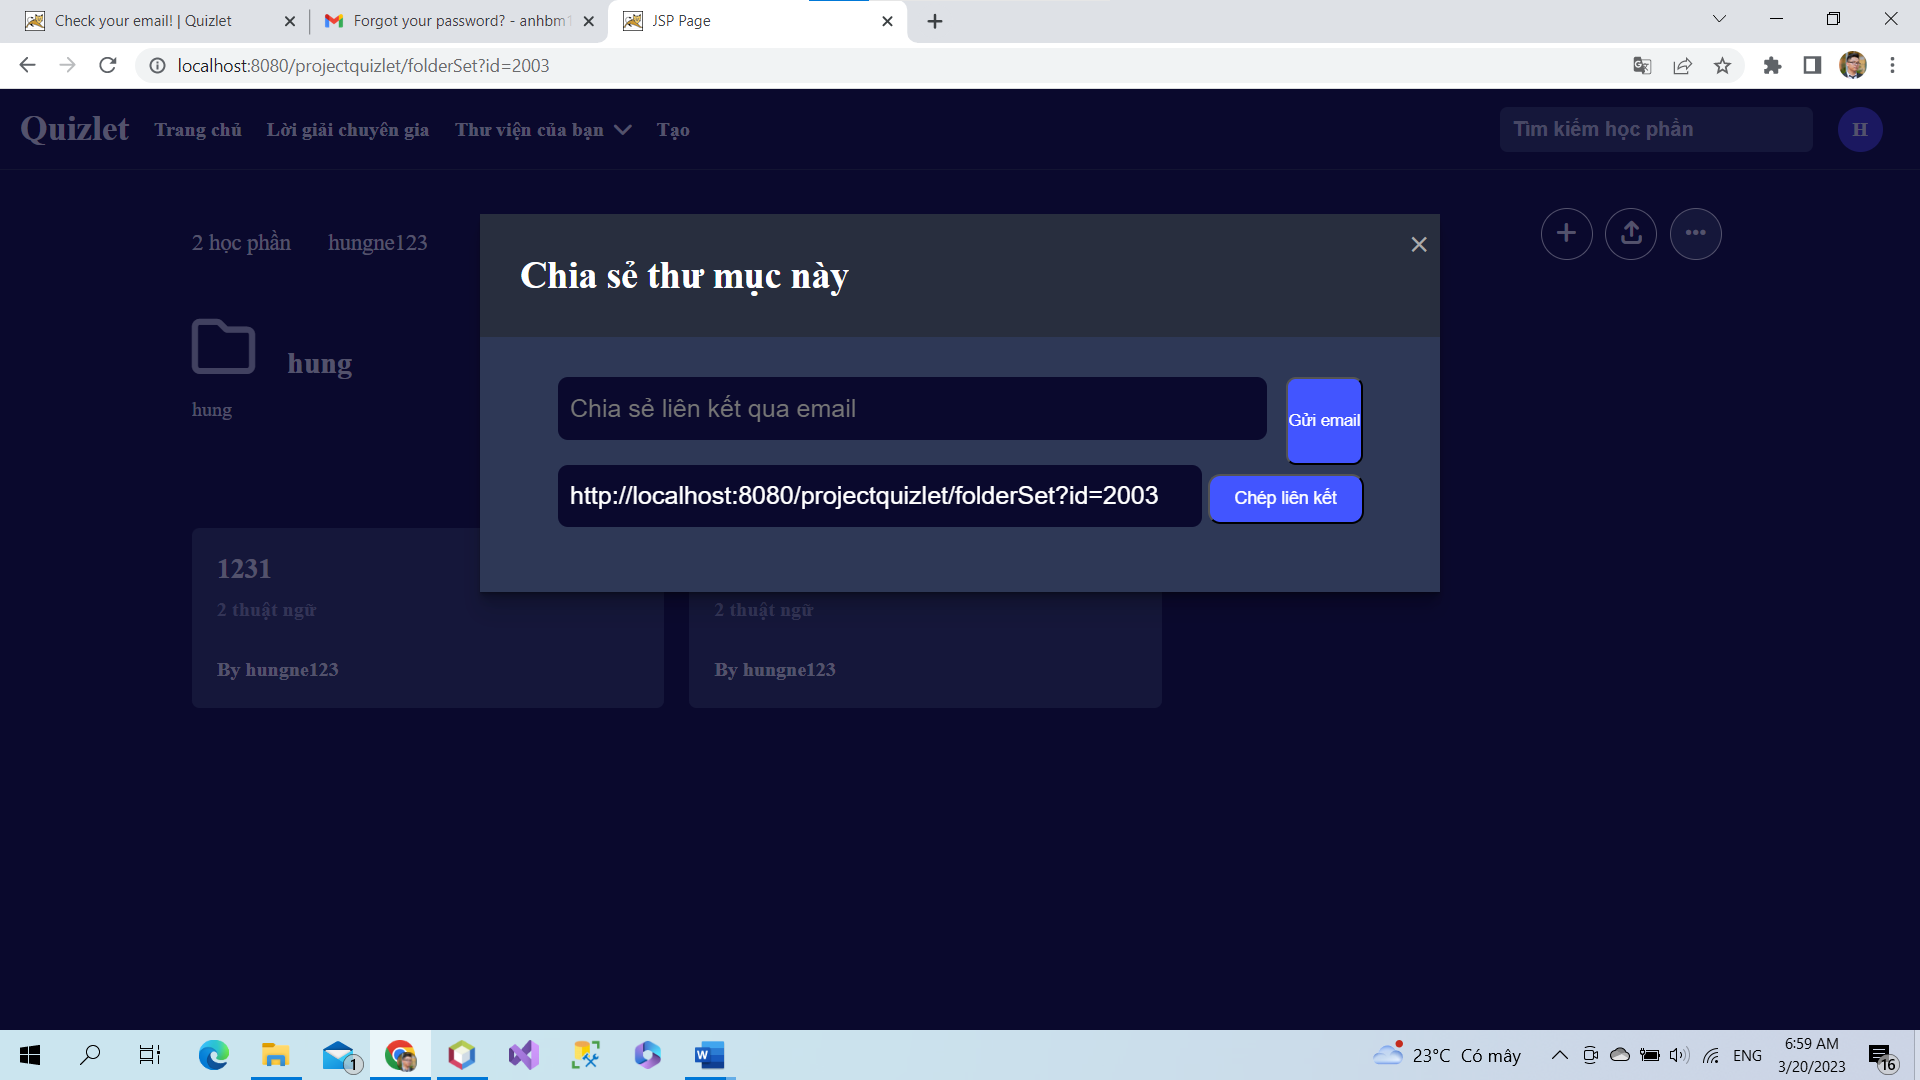 Check your email! | Quizlet
Forgot your password? - anhbm1
JSP Page
localhost:8080/projectquizlet/folderSet?id=2003
Quizlet Trang chủ Lời giải chuyên gia Thư viện của bạn Tạo
Tìm kiếm học phần
H
2 học phần hungne123
Chia sẻ thư mục này
hung
hung
Chia sẻ liên kết qua email
Gửi email
http://localhost:8080/projectquizlet/folderSet?id=2003
Chép liên kết
1231
2 thuật ngữ
By hungne123
2 thuật ngữ
By hungne123
1
23°C Có mây
ENG
6:59 AM
3/20/2023
16